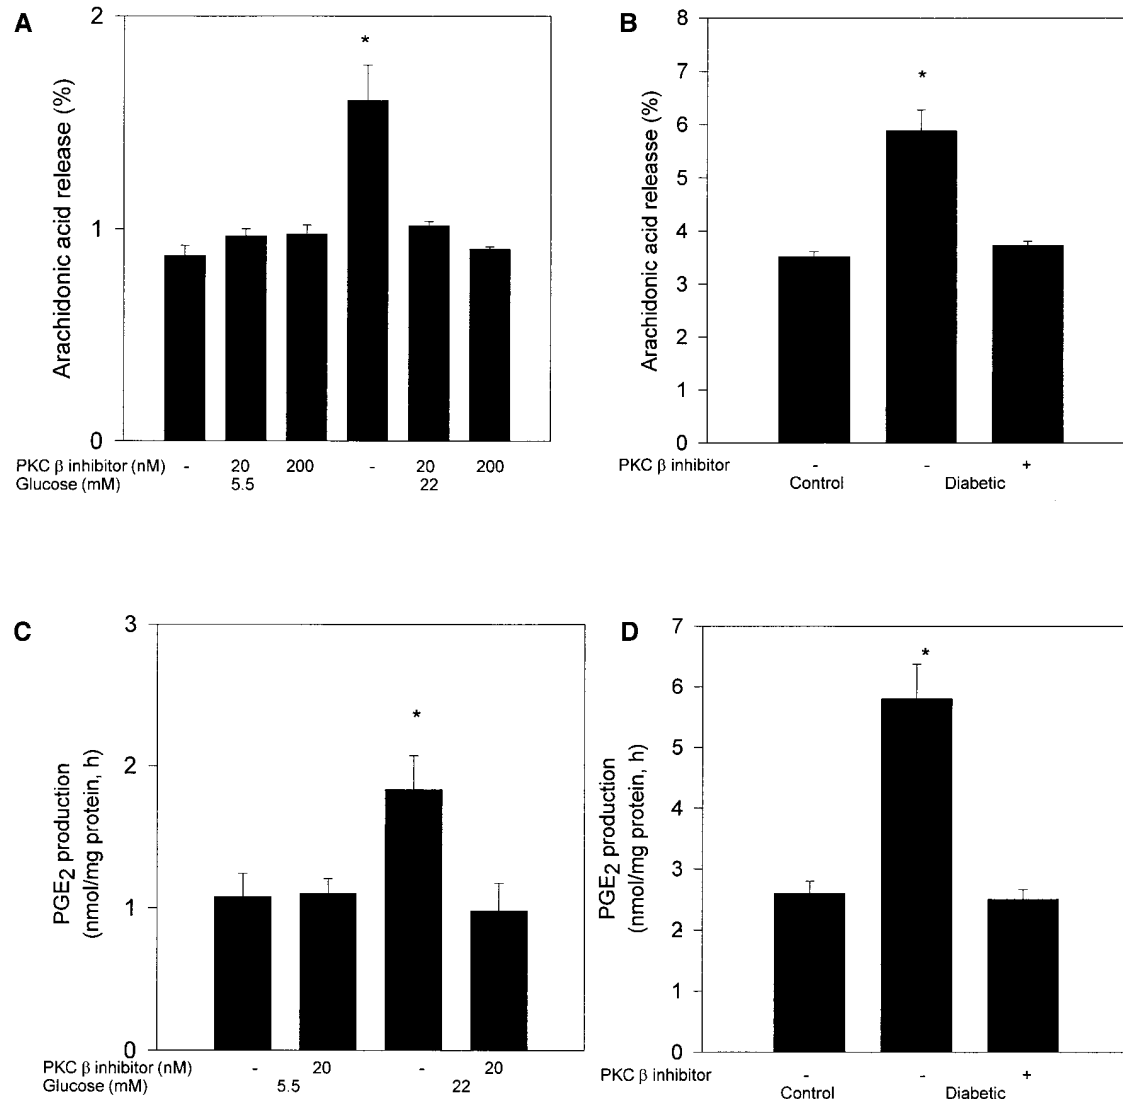 A
2
1
0
Arachidonic acid release (%)
*
PKC β inhibitor (nM) - 20 200 - 20 200
Glucose (mM) 5.5 22
B
8
7
6
5
4
3
2
1
0
Arachidonic acid releasse (%)
*
PKC β inhibitor - - +
Control Diabetic
C
3
2
1
0
PGE2 production
(nmol/mg protein, h)
*
PKC β inhibitor (nM) - 20 - 20
Glucose (mM) 5.5 22
D
7
6
5
4
3
2
1
0
PGE2 production
(nmol/mg protein, h)
*
PKC β inhibitor - - +
Control Diabetic